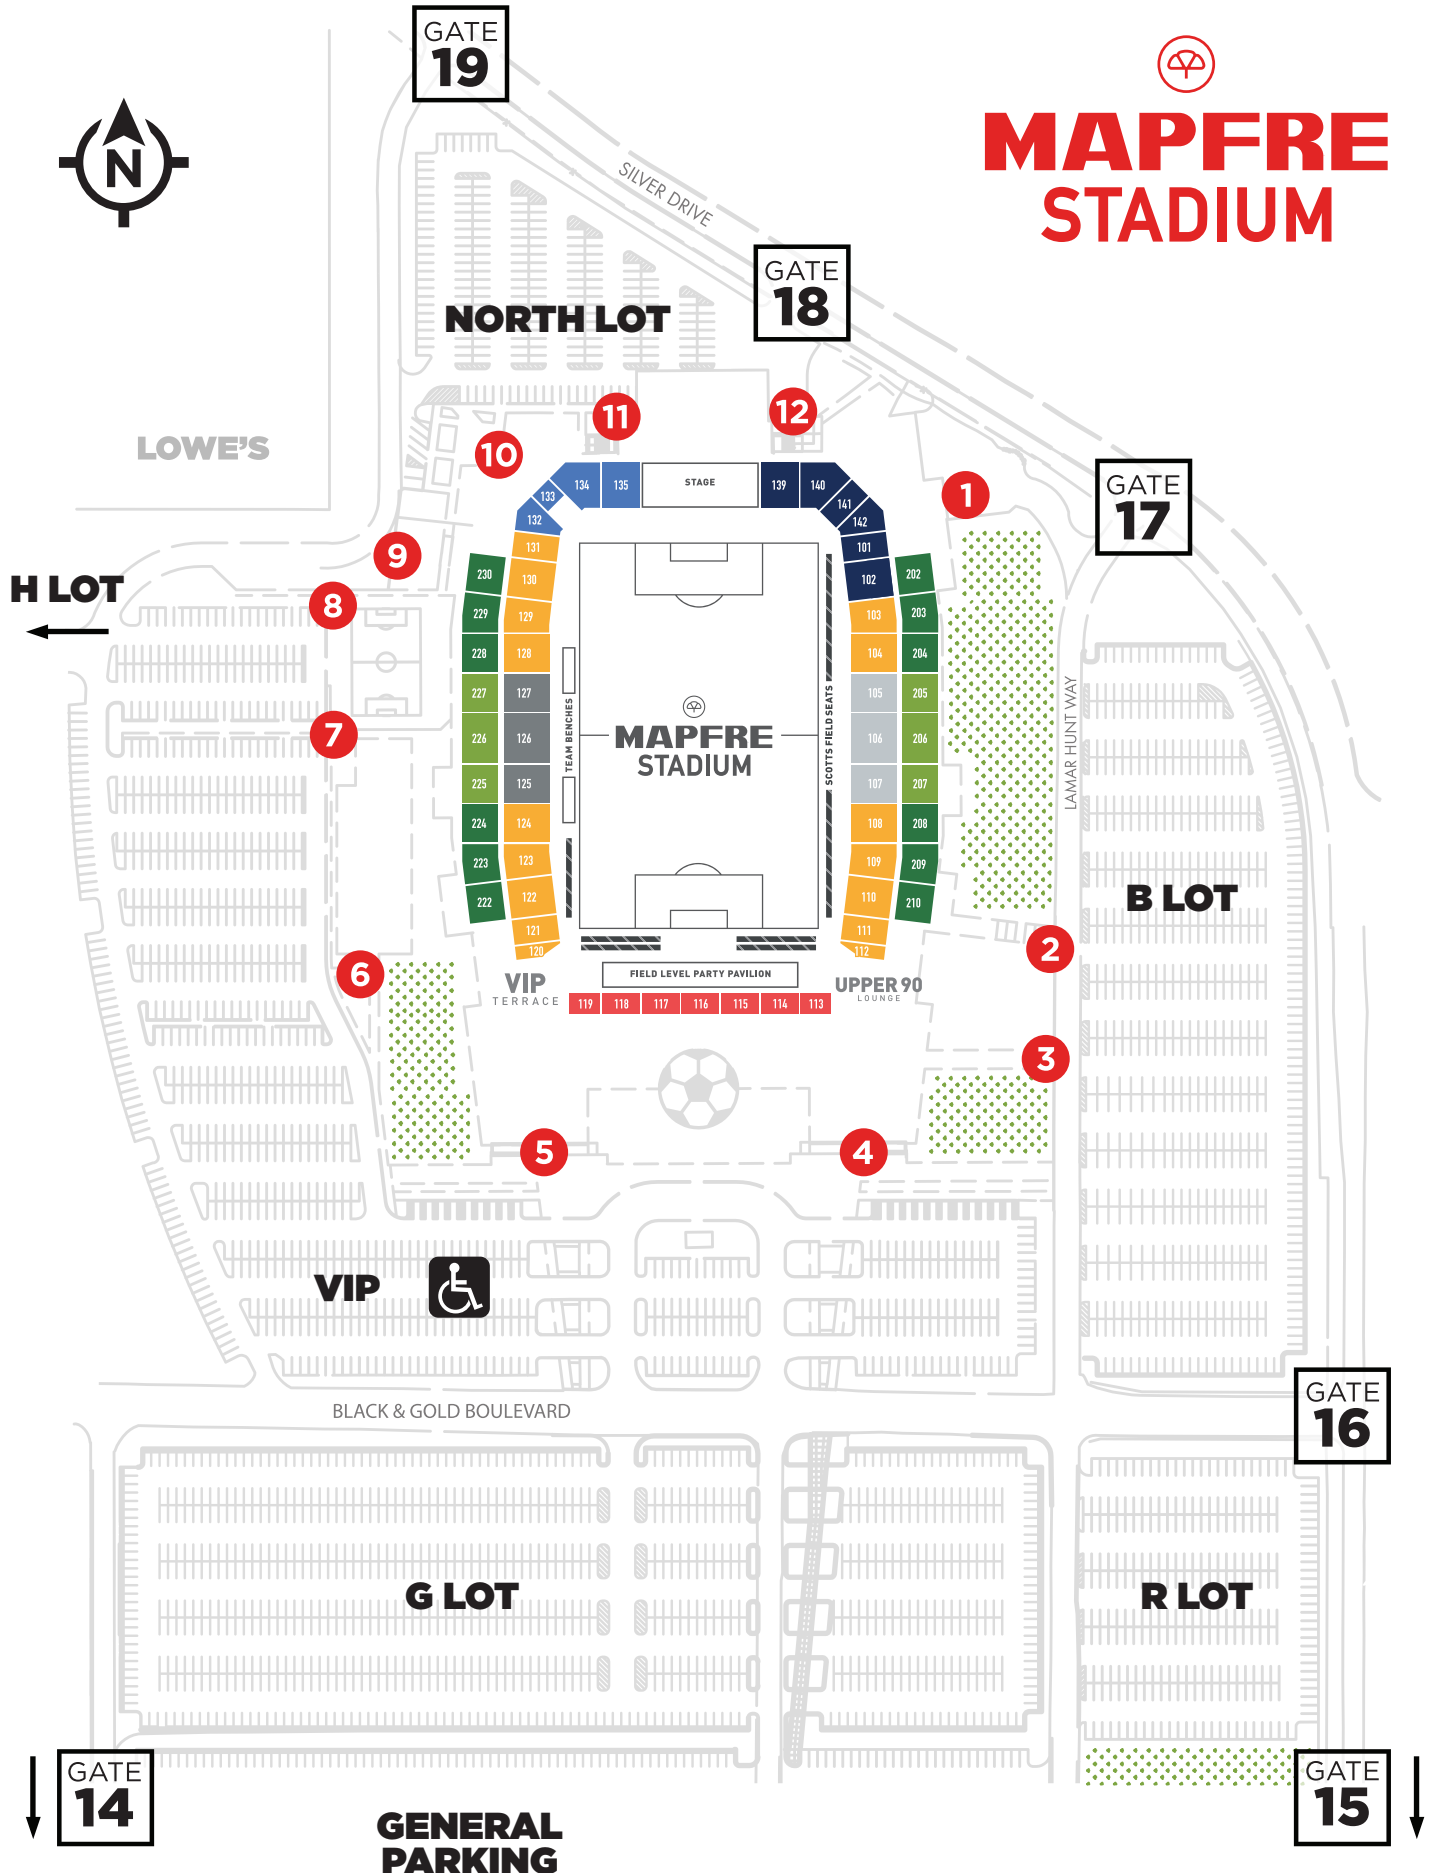 GATE
19
MAPFRE
STADIUM
N
SILVER DRIVE
GATE
18
NORTH LOT
11
12
LOWE'S
10
GATE
17
1
9
H LOT
8
7
134
135
STAGE
139
140
133
141
132
142
131
101
230
130
102
202
229
129
103
203
228
128
104
204
227
127
105
205
226
126
106
206
225
125
107
207
224
124
108
208
223
123
109
209
222
122
110
210
121
111
120
112
TEAM BENCHES
MAPFRE
STADIUM
SCOTTS FIELD SEATS
LAMAR HUNT WAY
B LOT
2
6
VIP
TERRACE
FIELD LEVEL PARTY PAVILION
UPPER 90
LOUNGE
119
118
117
116
115
114
113
3
5
4
VIP
BLACK & GOLD BOULEVARD
GATE
16
G LOT
R LOT
GATE
14
GATE
15
GENERAL
PARKING